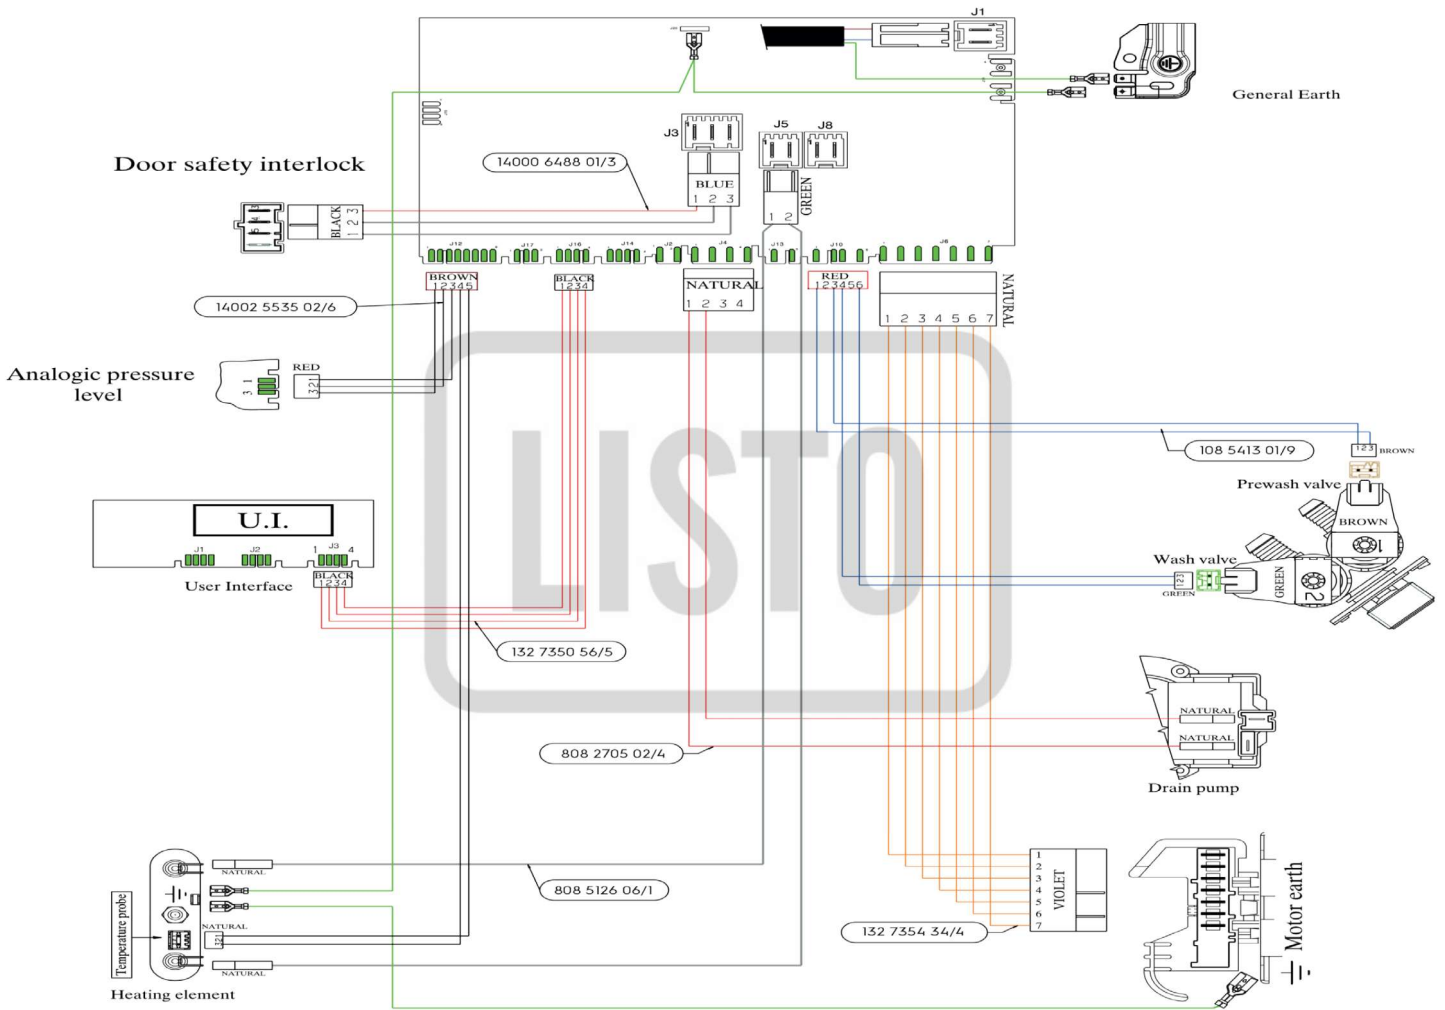 J1
General Earth
J3
J5
J8
Door safety interlock
14000 6488 01/3
BLUE
1 2 3
GREEN
1 2
BLACK
1 2 3
J12
J17
J16
J14
J2
J4
J13
J10
J6
BROWN
12345
BLACK
1234
NATURAL
1 2 3 4
RED
123456
NATURAL
1 2 3 4 5 6 7
14002 5535 02/6
Analogic pressure
level
3 1
RED
321
108 5413 01/9
123
BROWN
Prewash valve
BROWN
1
Wash valve
123
GREEN
GREEN
2
U.I.
J1
J2
J3
1 4
BLACK
1234
User Interface
132 7350 56/5
LISTO
NATURAL
NATURAL
Drain pump
808 2705 02/4
NATURAL
808 5126 06/1
Temperature probe
NATURAL
321
NATURAL
Heating element
VIOLET
1
2
3
4
5
6
7
132 7354 34/4
Motor earth